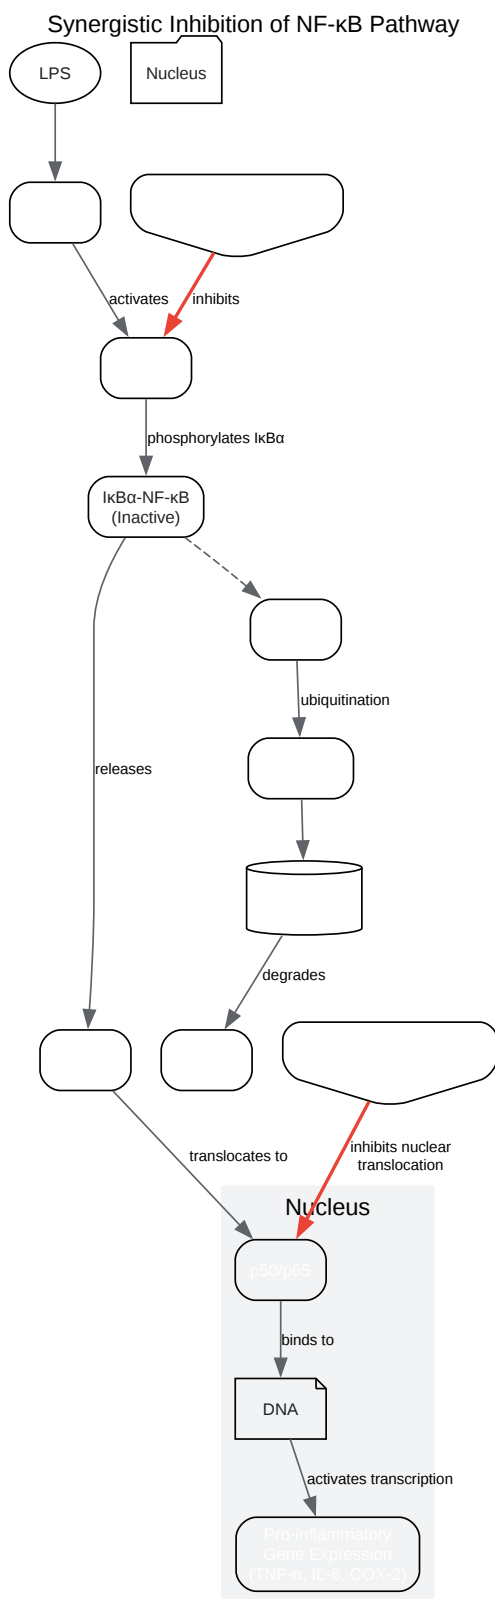 Synergistic Inhibition of NF-κB Pathway
LPS
Nucleus
activates
inhibits
phosphorylates IκBα
IκBα-NF-κB
(Inactive)
ubiquitination
releases
degrades
translocates to
inhibits nuclear
translocation
Nucleus
p50/p65
binds to
DNA
activates transcription
Pro-inflammatory
Gene Expression
(TNF-α, IL-6, COX-2)